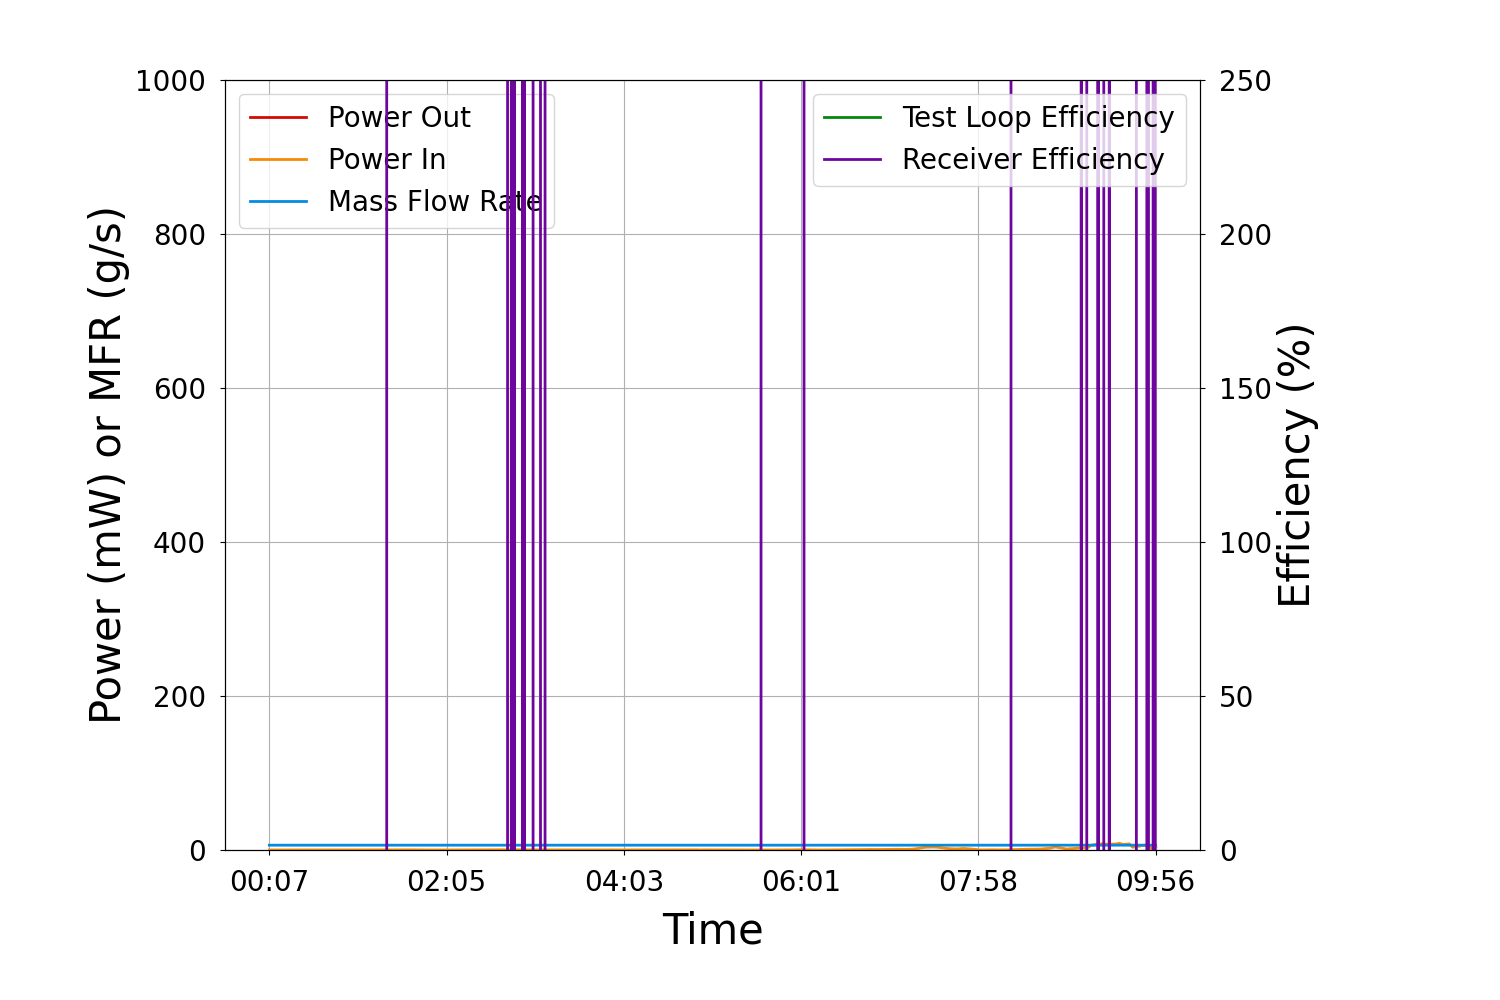 1000
800
600
400
200
0
Power (mW) or MFR (g/s)
Power Out
Power In
Mass Flow Rate
Test Loop Efficiency
Receiver Efficiency
250
200
150
100
50
0
Efficiency (%)
00:07 02:05 04:03 06:01 07:58 09:56
Time